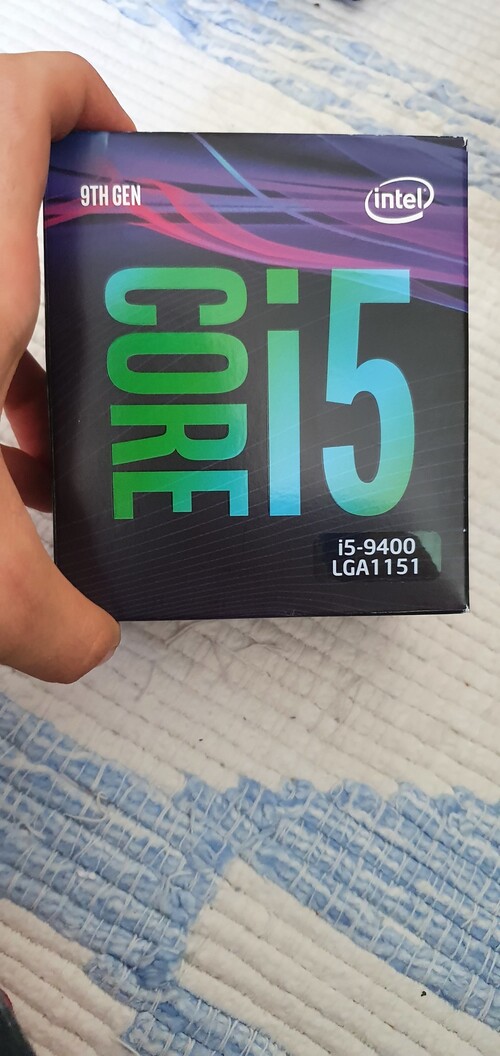 9TH GEN
intel
CORE i5
i5-9400
LGA1151